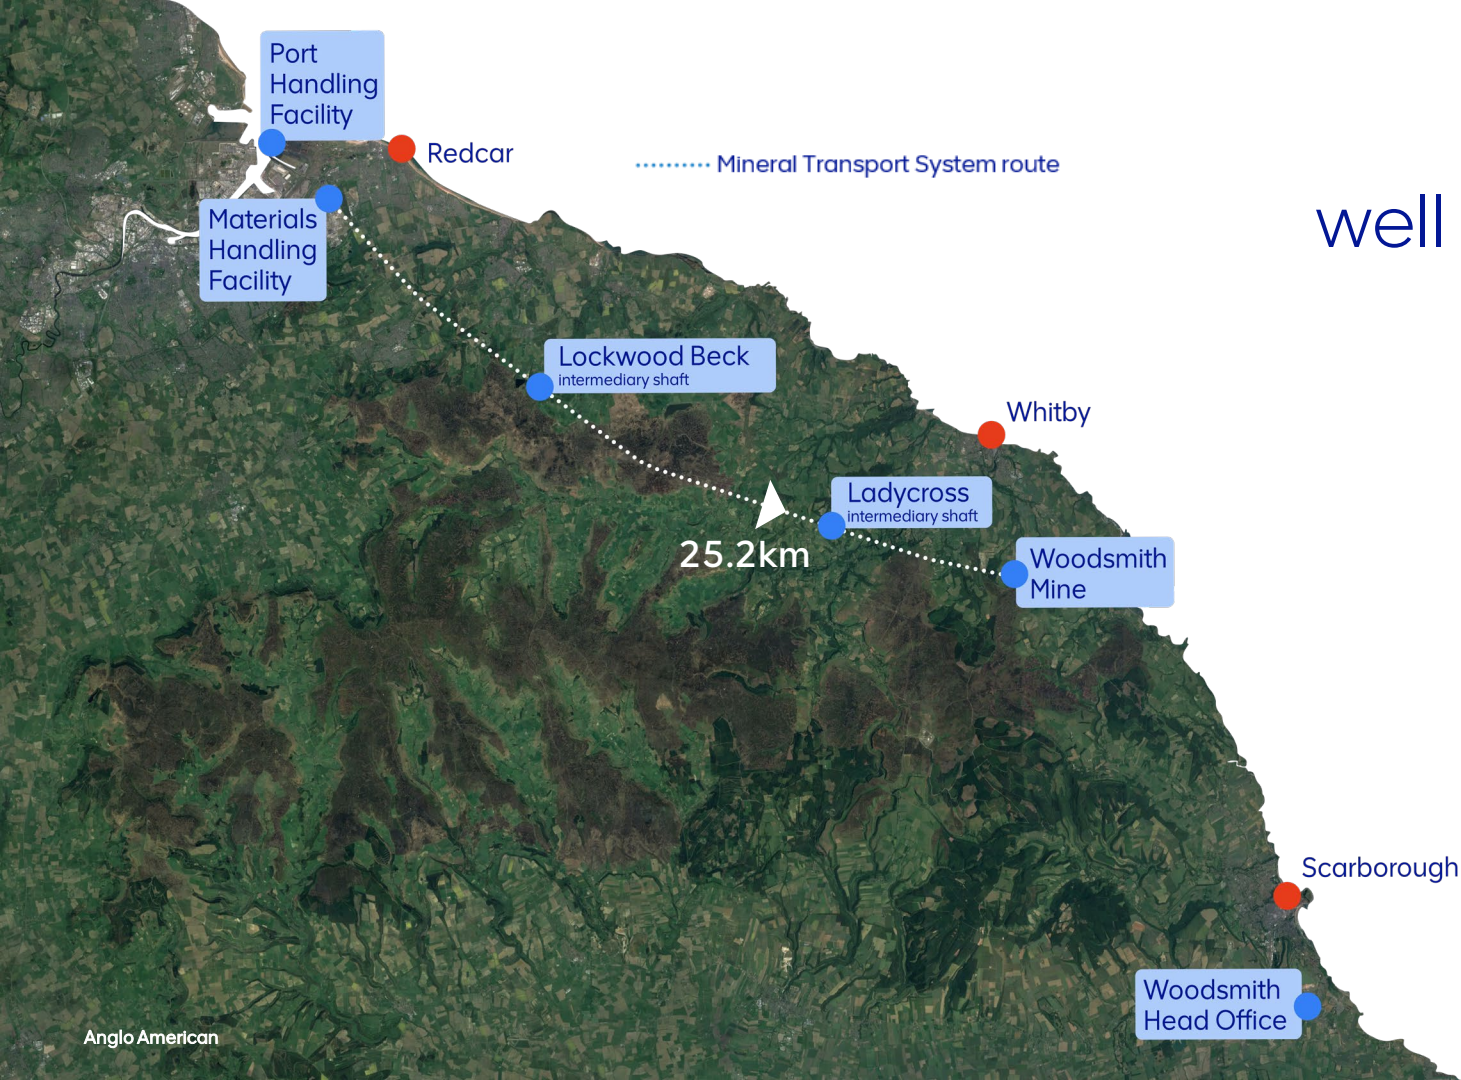 Port
Handling
Facility
Redcar
Mineral Transport System route
well
Materials
Handling
Facility
Lockwood Beck
intermediary shaft
Whitby
Ladycross
intermediary shaft
25.2km
Woodsmith
Mine
Scarborough
Woodsmith
Head Office
Anglo American